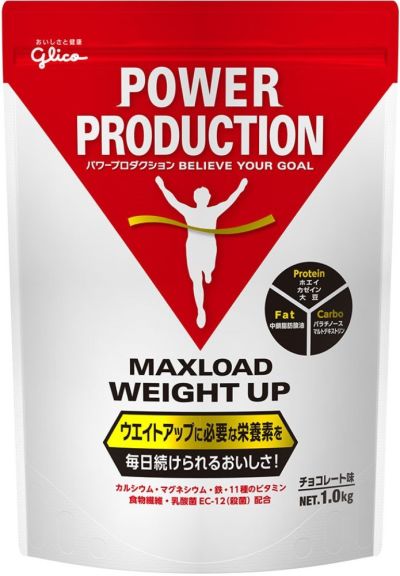 おいしさと健康
Glico
POWER
PRODUCTION
パワープロダクション BELIEVE YOUR GOAL
Protein
ホエイ
カゼイン
大豆
Fat
中鎖脂肪酸油
Carbo
パラチノース
マルトデキストリン
MAXLOAD
WEIGHT UP
ウエイトアップに必要な栄養素を
毎日続けられるおいしさ!
カルシウム・マグネシウム・鉄・11種のビタミン
食物繊維・乳酸菌EC-12(殺菌) 配合
チョコレート味
NET.1.0kg